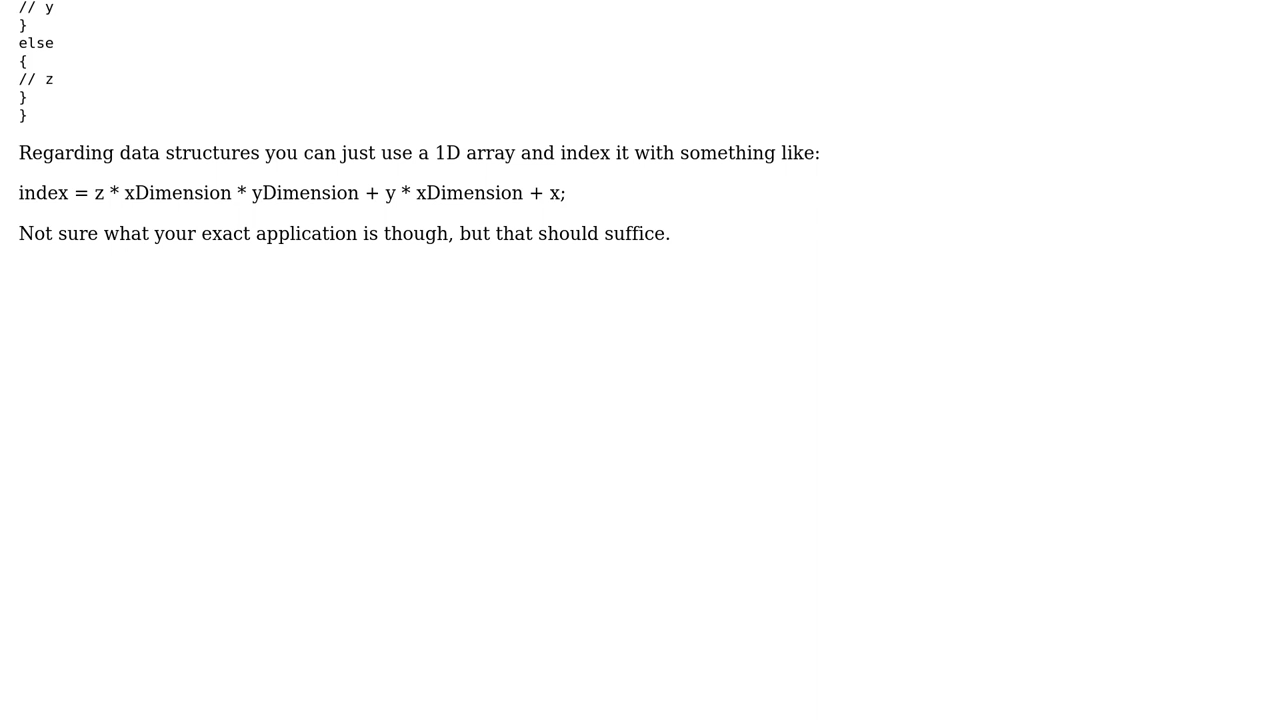 // y
}
else
{
// z
}
}
Regarding data structures you can just use a 1D array and index it with something like:
index = z * xDimension * yDimension + y * xDimension + x;
Not sure what your exact application is though, but that should suffice.